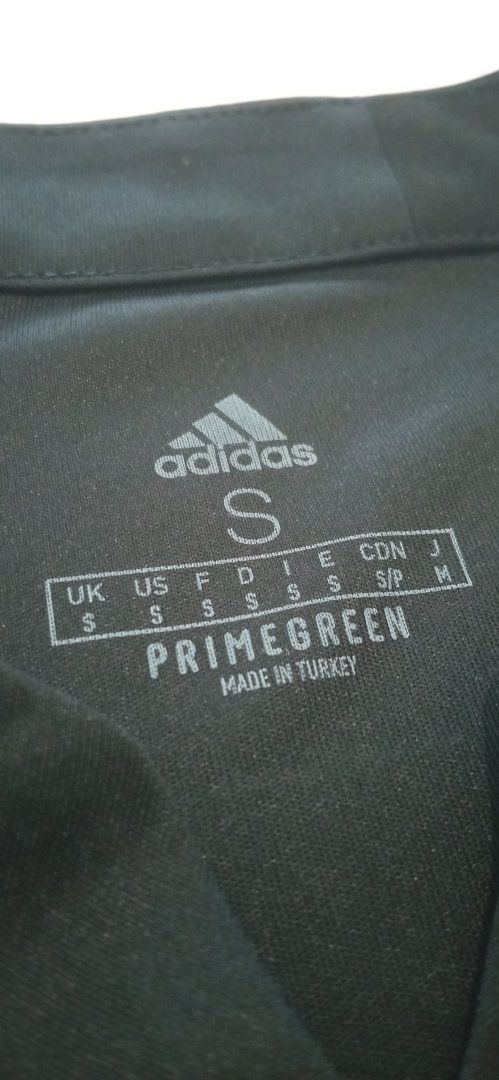 adidas
S
UK US F D I E CDN J
S S S S S S S/P M
PRIMEGREEN
MADE IN TURKEY